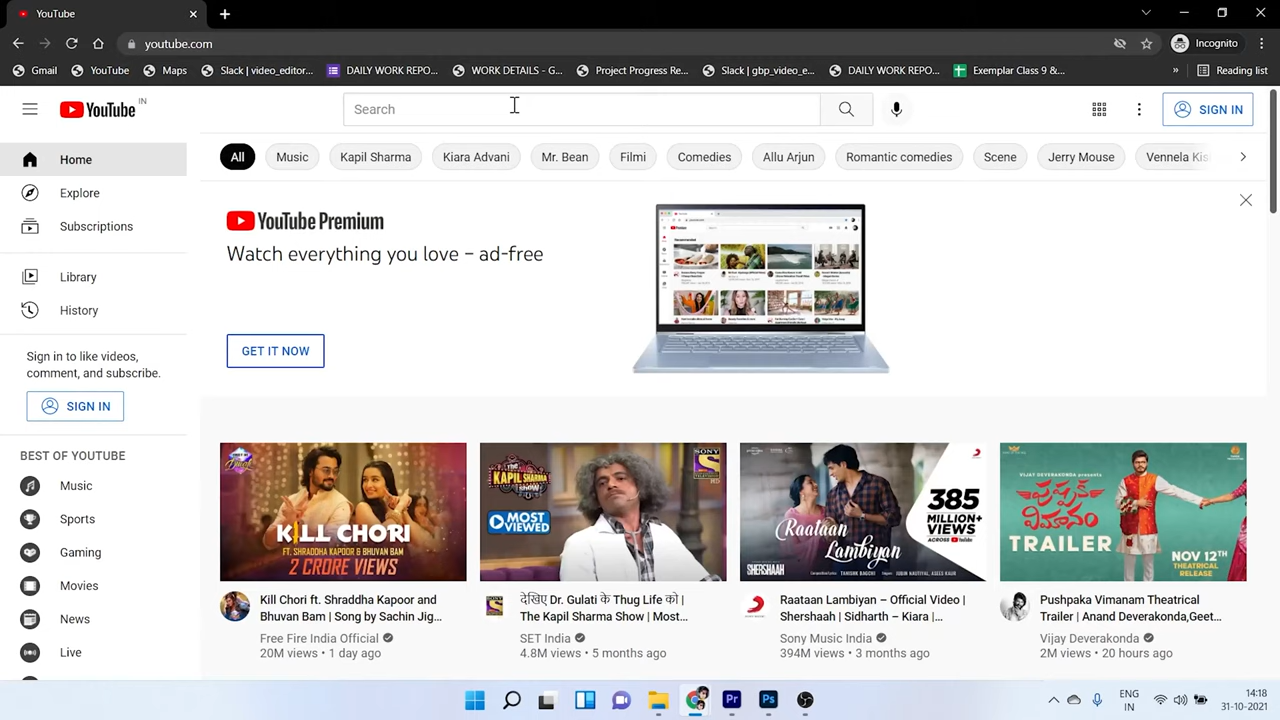 YouTube
youtube.com
Incognito
Gmail
YouTube
Maps
Slack | video_editor...
DAILY WORK REPO...
WORK DETAILS - G...
Project Progress Re...
Slack | gbp_video_e...
DAILY WORK REPO...
Exemplar Class 9 &...
»
Reading list
YouTube IN
Search
SIGN IN
All
Music
Kapil Sharma
Kiara Advani
Mr. Bean
Filmi
Comedies
Allu Arjun
Romantic comedies
Scene
Jerry Mouse
Vennela Kis
Home
Explore
Subscriptions
Library
History
Sign in to like videos,
comment, and subscribe.
SIGN IN
BEST OF YOUTUBE
Music
Sports
Gaming
Movies
News
Live
YouTube Premium
Watch everything you love – ad-free
GET IT NOW
KILL CHORI
FT. SHRADDHA KAPOOR & BHUVAN BAM
2 CRORE VIEWS
THE
KAPIL SHARMA
SHOW
MOST
VIEWED
SONY
Raataan
Lambiyan
SHERSHAAH
385
MILLION+
VIEWS
ACROSS YouTube
VIJAY DEVERAKONDA presents
పుష్పక
విమానం
TRAILER
NOV 12TH
THEATRICAL
RELEASE
Kill Chori ft. Shraddha Kapoor and
Bhuvan Bam | Song by Sachin Jig...
Free Fire India Official
20M views • 1 day ago
देखिए Dr. Gulati के Thug Life को |
The Kapil Sharma Show | Most...
SET India
4.8M views • 5 months ago
Raataan Lambiyan – Official Video |
Shershaah | Sidharth – Kiara |...
Sony Music India
394M views • 3 months ago
Pushpaka Vimanam Theatrical
Trailer | Anand Deverakonda,Geet...
Vijay Deverakonda
2M views • 20 hours ago
Pr
Ps
ENG
IN
14:18
31-10-2021